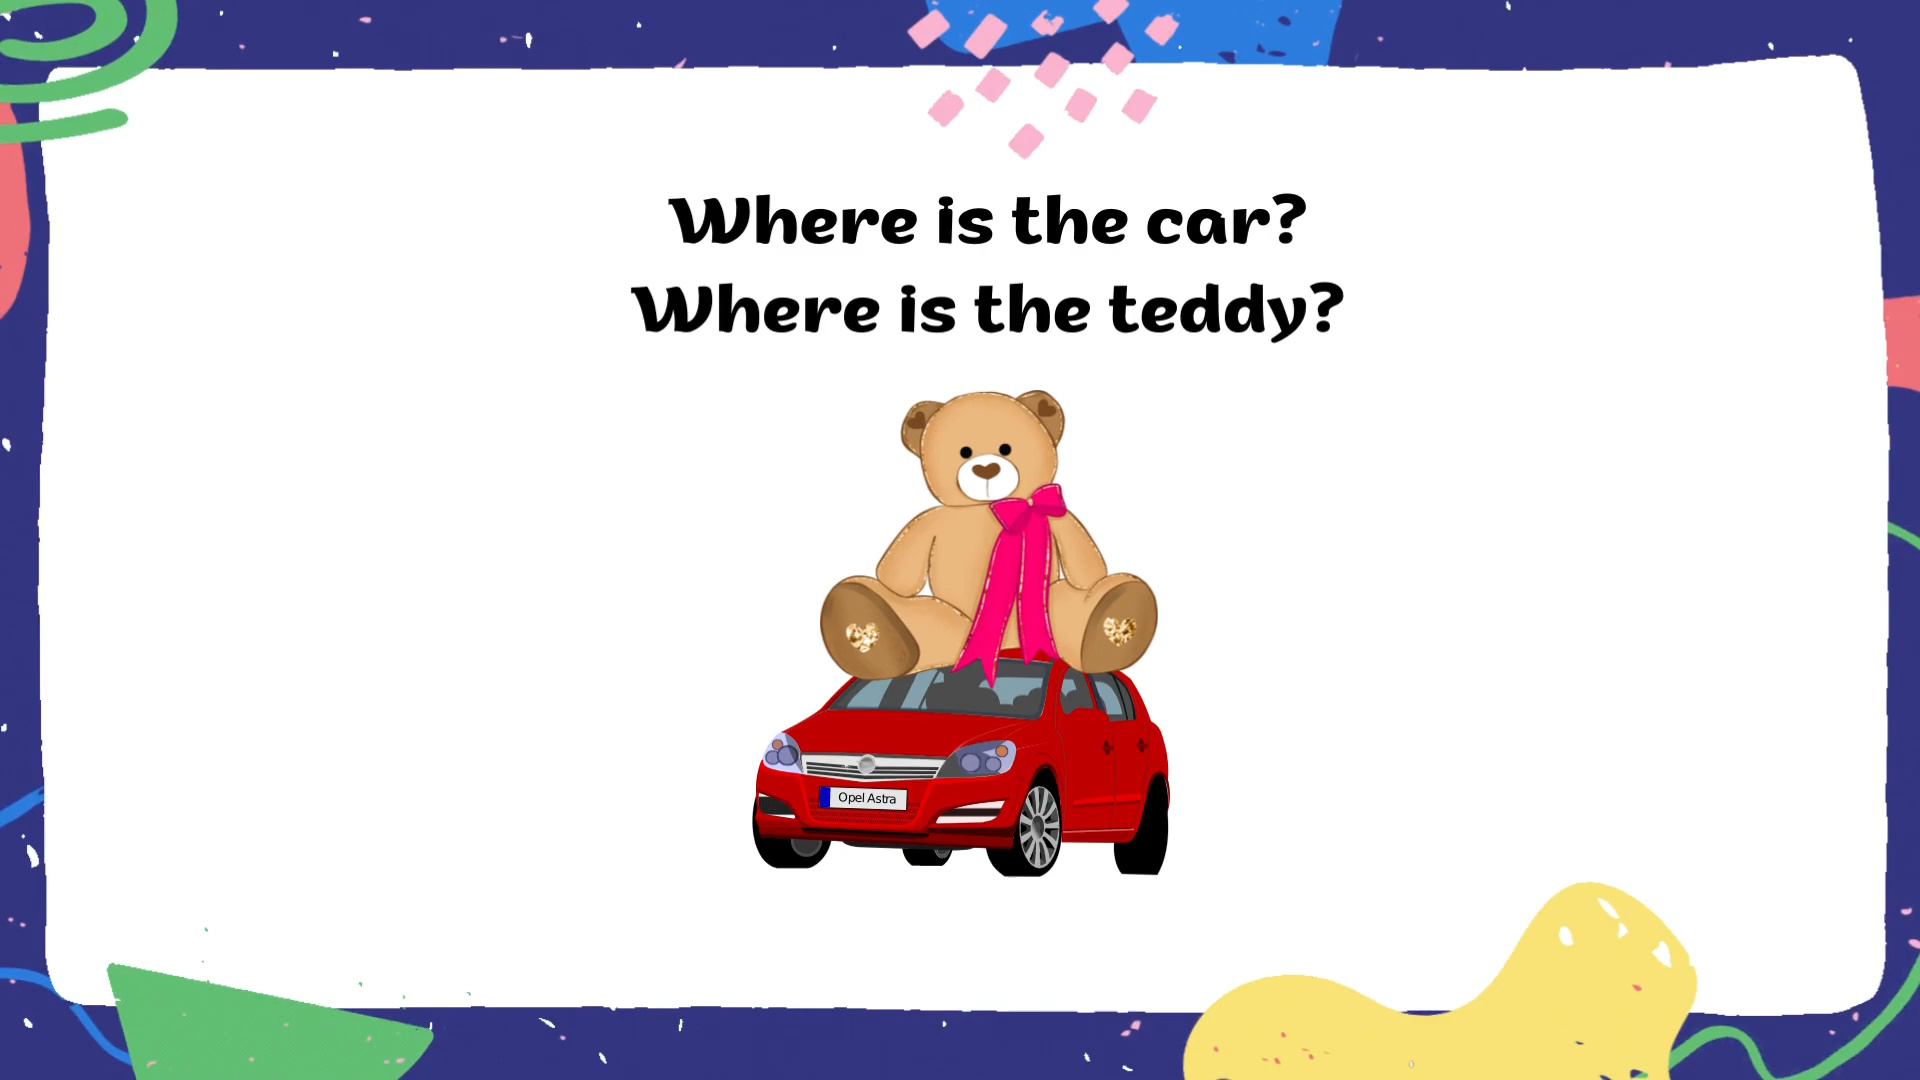 Where is the car?
Where is the teddy?
Opel Astra